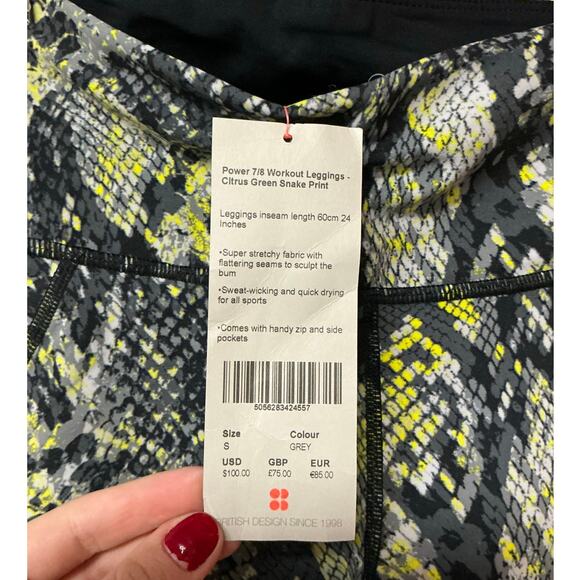 Power 7/8 Workout Leggings -
Citrus Green Snake Print
Leggings inseam length 60cm 24
Inches
•Super stretchy fabric with
flattering seams to sculpt the
bum
•Sweat-wicking and quick drying
for all sports
•Comes with handy zip and side
pockets
5056283424557
Size Colour
S GREY
USD GBP EUR
$100.00 £75.00 €85.00
BRITISH DESIGN SINCE 1998